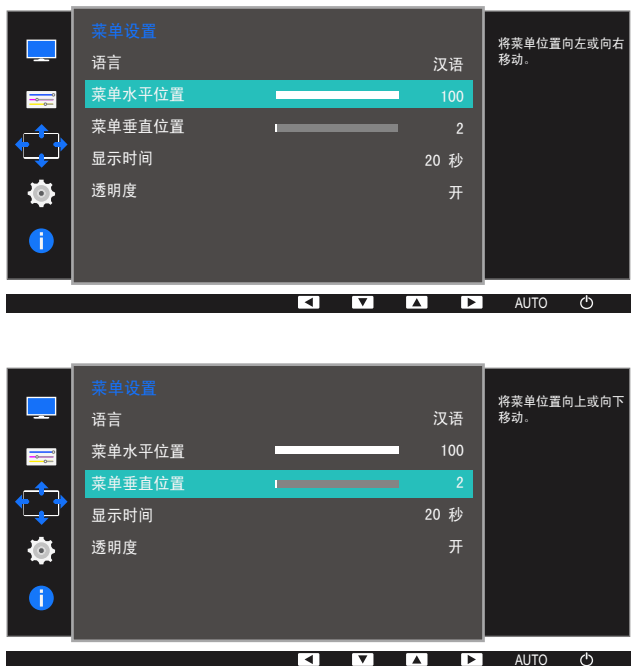 菜单设置
语言 汉语
菜单水平位置 100
菜单垂直位置 2
显示时间 20 秒
透明度 开
将菜单位置向左或向右
移动。
AUTO
菜单设置
语言 汉语
菜单水平位置 100
菜单垂直位置 2
显示时间 20 秒
透明度 开
将菜单位置向上或向下
移动。
AUTO